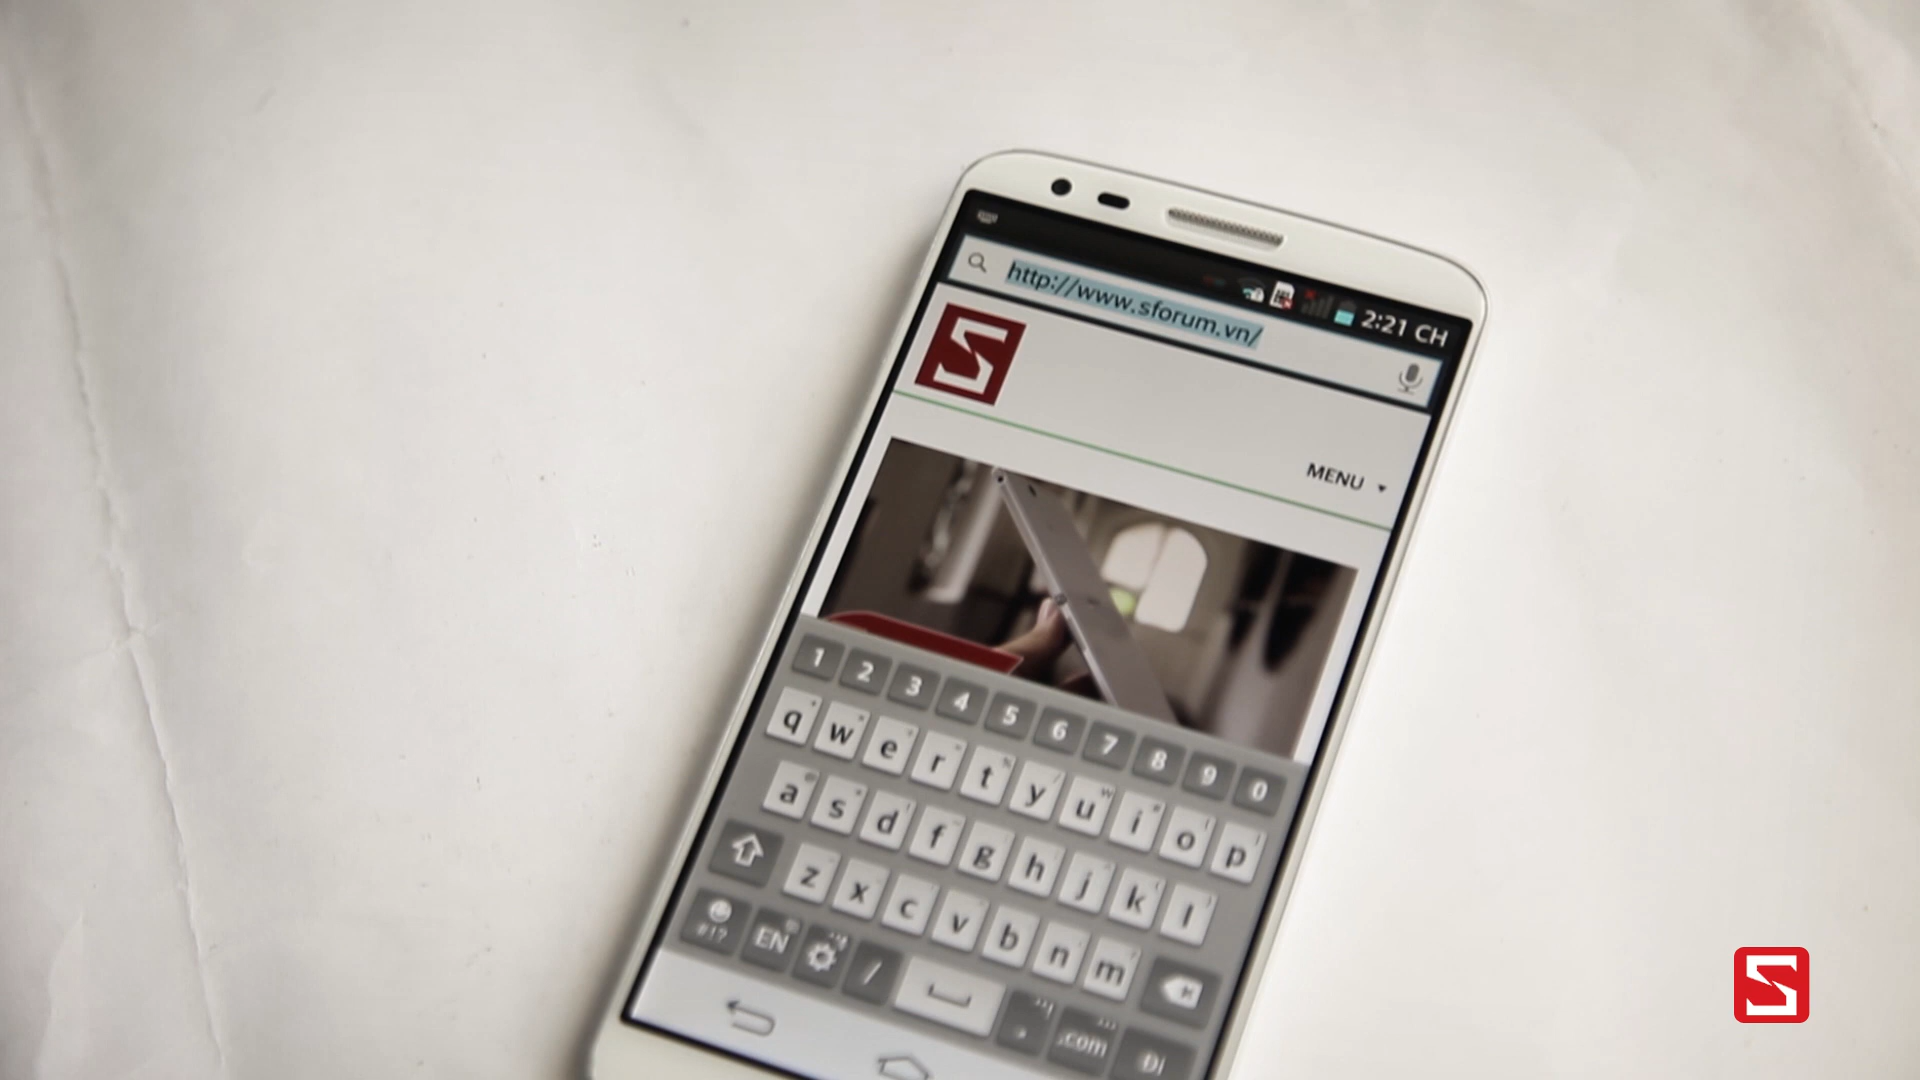 2:21 CH
http://www.sforum.vn/
MENU
1 2 3 4 5 6 7 8 9 0
q w e r t y u i o p
a s d f g h j k l
z x c v b n m
#!? EN / . .com Đi